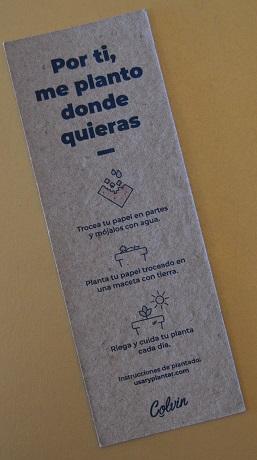 Por ti,
me planto
donde
quieras
Trocea tu papel en partes
y mójalos con agua.
Planta tu papel troceado en
una maceta con tierra.
Riega y cuida tu planta
cada día.
Instrucciones de plantado:
usaryplantar.com
Colvin